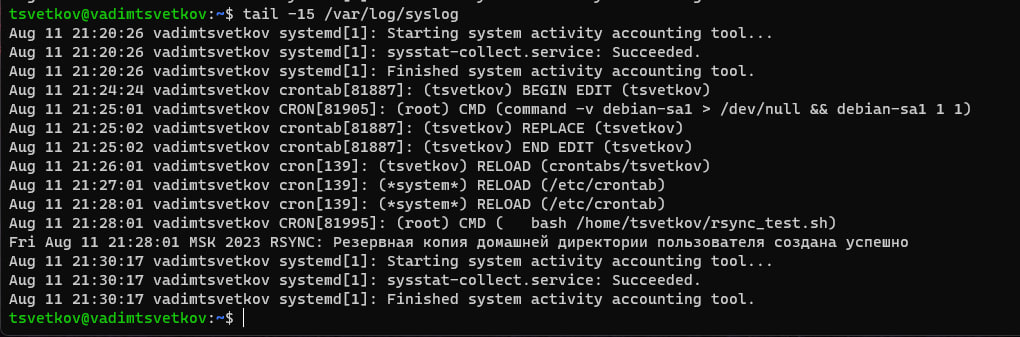 tsvetkov@vadimtsvetkov:~$ tail -15 /var/log/syslog
Aug 11 21:20:26 vadimtsvetkov systemd[1]: Starting system activity accounting tool...
Aug 11 21:20:26 vadimtsvetkov systemd[1]: sysstat-collect.service: Succeeded.
Aug 11 21:20:26 vadimtsvetkov systemd[1]: Finished system activity accounting tool.
Aug 11 21:24:24 vadimtsvetkov crontab[81887]: (tsvetkov) BEGIN EDIT (tsvetkov)
Aug 11 21:25:01 vadimtsvetkov CRON[81905]: (root) CMD (command -v debian-sa1 > /dev/null && debian-sa1 1 1)
Aug 11 21:25:02 vadimtsvetkov crontab[81887]: (tsvetkov) REPLACE (tsvetkov)
Aug 11 21:25:02 vadimtsvetkov crontab[81887]: (tsvetkov) END EDIT (tsvetkov)
Aug 11 21:26:01 vadimtsvetkov cron[139]: (tsvetkov) RELOAD (crontabs/tsvetkov)
Aug 11 21:27:01 vadimtsvetkov cron[139]: (*system*) RELOAD (/etc/crontab)
Aug 11 21:28:01 vadimtsvetkov cron[139]: (*system*) RELOAD (/etc/crontab)
Aug 11 21:28:01 vadimtsvetkov CRON[81995]: (root) CMD (   bash /home/tsvetkov/rsync_test.sh)
Fri Aug 11 21:28:01 MSK 2023 RSYNC: Резервная копия домашней директории пользователя создана успешно
Aug 11 21:30:17 vadimtsvetkov systemd[1]: Starting system activity accounting tool...
Aug 11 21:30:17 vadimtsvetkov systemd[1]: sysstat-collect.service: Succeeded.
Aug 11 21:30:17 vadimtsvetkov systemd[1]: Finished system activity accounting tool.
tsvetkov@vadimtsvetkov:~$